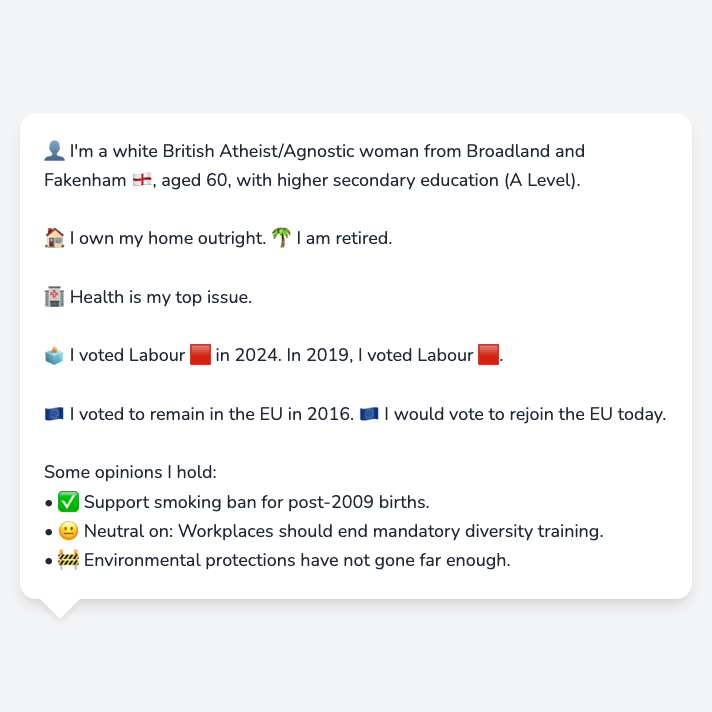 👤 I'm a white British Atheist/Agnostic woman from Broadland and
Fakenham 🏴󠁧󠁢󠁥󠁮󠁧󠁿, aged 60, with higher secondary education (A Level).
🏠 I own my home outright. 🌴 I am retired.
🏥 Health is my top issue.
🗳️ I voted Labour 🟥 in 2024. In 2019, I voted Labour 🟥.
🇪🇺 I voted to remain in the EU in 2016. 🇪🇺 I would vote to rejoin the EU today.
Some opinions I hold:
• ✅ Support smoking ban for post-2009 births.
• 😐 Neutral on: Workplaces should end mandatory diversity training.
• 🚧 Environmental protections have not gone far enough.